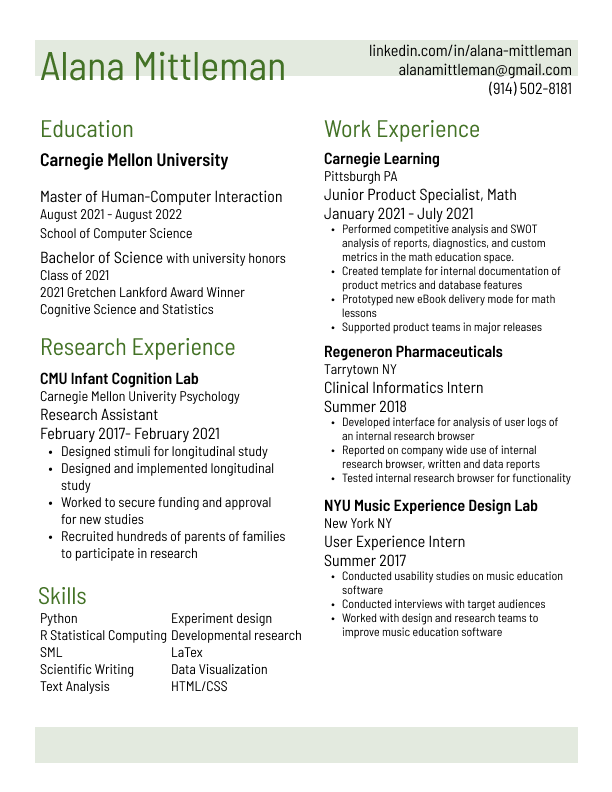 Alana Mittleman
linkedin.com/in/alana-mittleman
alanamittleman@gmail.com
(914) 502-8181
Education
Carnegie Mellon University
Master of Human-Computer Interaction
August 2021 - August 2022
School of Computer Science
Bachelor of Science with university honors
Class of 2021
2021 Gretchen Lankford Award Winner
Cognitive Science and Statistics
Research Experience
CMU Infant Cognition Lab
Carnegie Mellon Univerity Psychology
Research Assistant
February 2017- February 2021
• Designed stimuli for longitudinal study
• Designed and implemented longitudinal
study
• Worked to secure funding and approval
for new studies
• Recruited hundreds of parents of families
to participate in research
Skills
Python Experiment design
R Statistical Computing Developmental research
SML LaTex
Scientific Writing Data Visualization
Text Analysis HTML/CSS
Work Experience
Carnegie Learning
Pittsburgh PA
Junior Product Specialist, Math
January 2021 - July 2021
• Performed competitive analysis and SWOT
analysis of reports, diagnostics, and custom
metrics in the math education space.
• Created template for internal documentation of
product metrics and database features
• Prototyped new eBook delivery mode for math
lessons
• Supported product teams in major releases
Regeneron Pharmaceuticals
Tarrytown NY
Clinical Informatics Intern
Summer 2018
• Developed interface for analysis of user logs of
an internal research browser
• Reported on company wide use of internal
research browser, written and data reports
• Tested internal research browser for functionality
NYU Music Experience Design Lab
New York NY
User Experience Intern
Summer 2017
• Conducted usability studies on music education
software
• Conducted interviews with target audiences
• Worked with design and research teams to
improve music education software